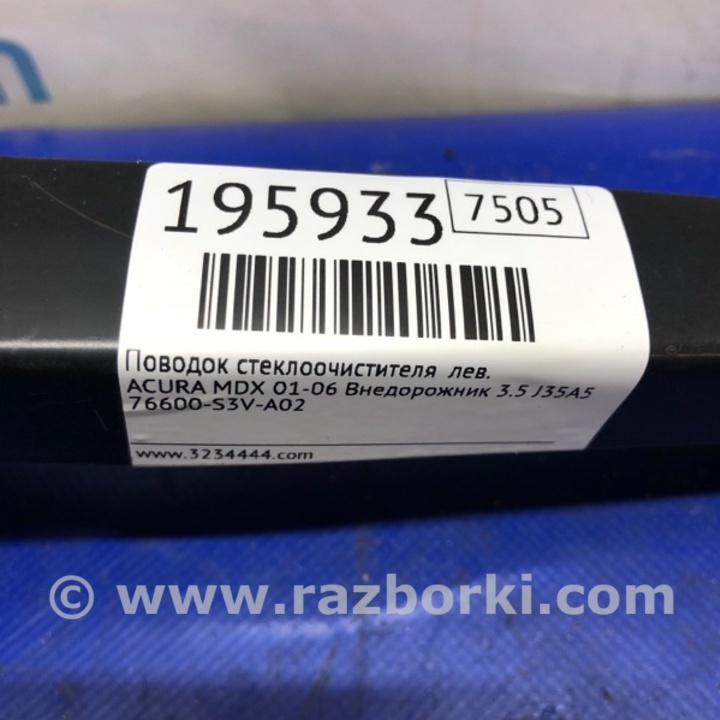 195933
7505
Поводок стеклоочистителя лев.
ACURA MDX 01-06 Внедорожник 3.5 J35A5
76600-S3V-A02
www.3234444.com
© www.razborki.com